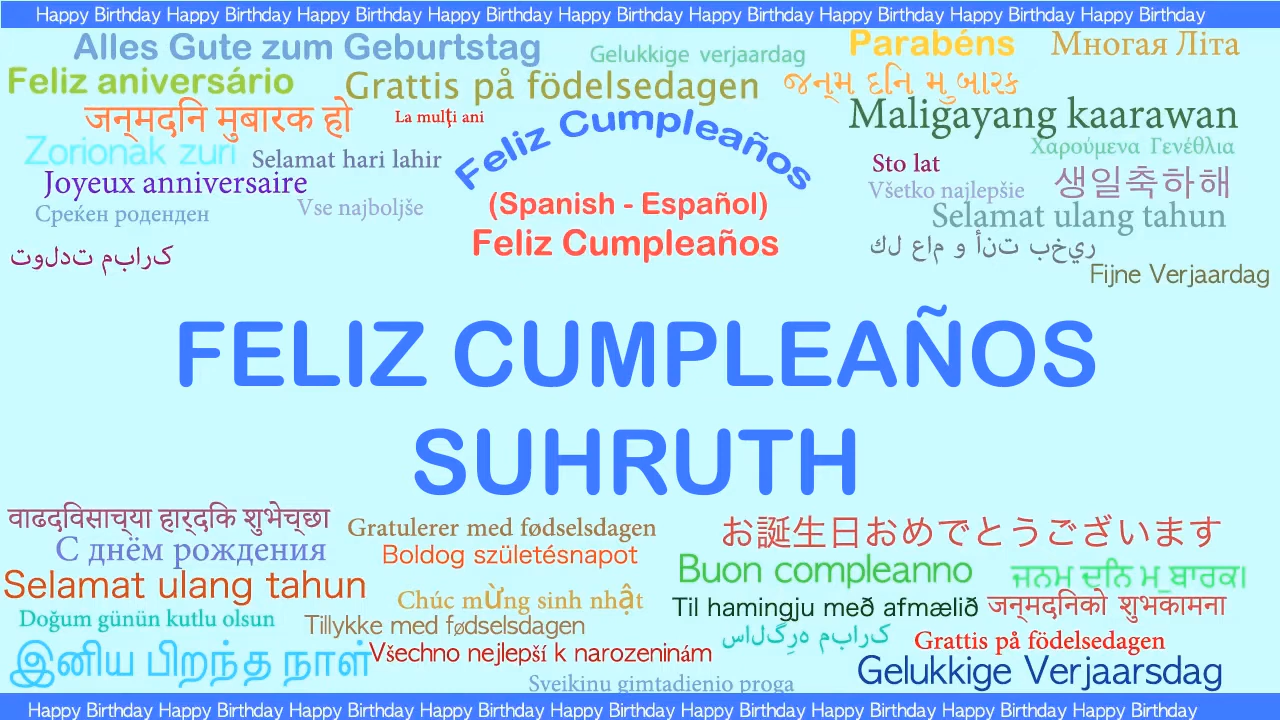 Happy Birthday Happy Birthday Happy Birthday Happy Birthday Happy Birthday Happy Birthday Happy Birthday Happy Birthday Happy Birthday
Alles Gute zum Geburtstag
Gelukkige verjaardag
Parabéns
Многая Літа
Feliz aniversário
Grattis på födelsedagen
જન્મ દિન મુબારક
जन्मदिन मुबारक हो
La mulţi ani
Feliz Cumpleaños
Maligayang kaarawan
Zorionak zuri
Selamat hari lahir
Sto lat
Χαρούμενα Γενέθλια
Joyeux anniversaire
(Spanish - Español)
Všetko najlepšie
생일축하해
Среќен роденден
Vse najboljše
Selamat ulang tahun
Feliz Cumpleaños
تولدت مبارک
كل عام و أنت بخير
Fijne Verjaardag
FELIZ CUMPLEAÑOS
SUHRUTH
वाढदिवसाच्या हार्दिक शुभेच्छा
Gratulerer med fødselsdagen
お誕生日おめでとうございます
С днём рождения
Boldog születésnapot
Buon compleanno
ਜਨਮ ਦਿਨ ਮੁਬਾਰਕ।
Selamat ulang tahun
Chúc mừng sinh nhật
Til hamingju með afmælið
जन्मदिनको शुभकामना
Doğum günün kutlu olsun
Tillykke med fødselsdagen
سالگرہ مبارک
Grattis på födelsedagen
இனிய பிறந்த நாள்
Všechno nejlepší k narozeninám
Gelukkige Verjaarsdag
Sveikinu gimtadienio proga
Happy Birthday Happy Birthday Happy Birthday Happy Birthday Happy Birthday Happy Birthday Happy Birthday Happy Birthday Happy Birthday